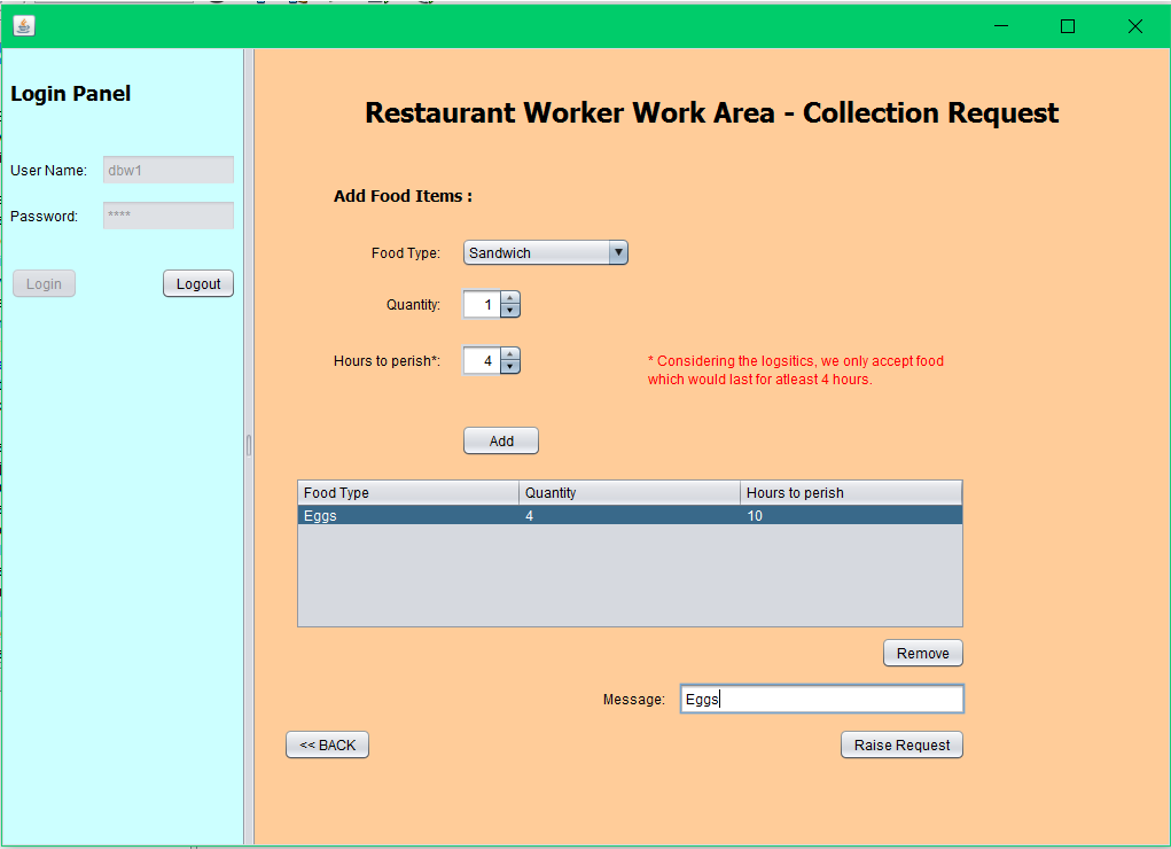 Login Panel
User Name: dbw1
Password: ****
Login Logout
Restaurant Worker Work Area - Collection Request
Add Food Items :
Food Type: Sandwich
Quantity: 1
Hours to perish*: 4
* Considering the logsitics, we only accept food
which would last for atleast 4 hours.
Add
Food Type Quantity Hours to perish
Eggs 4 10
Remove
Message: Eggs
<< BACK Raise Request